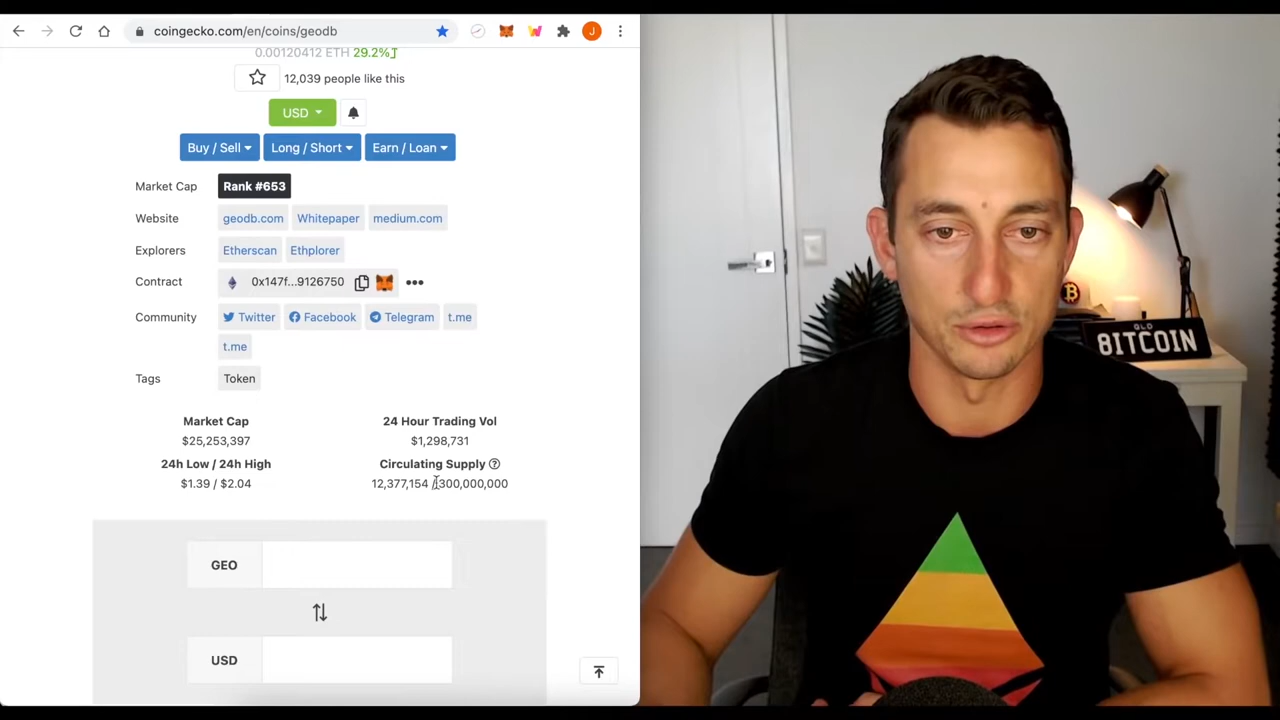 coingecko.com/en/coins/geodb
J
0.00120412 ETH 29.2%
12,039 people like this
USD
Buy / Sell Long / Short Earn / Loan
Market Cap Rank #653
Website geodb.com Whitepaper medium.com
Explorers Etherscan Ethplorer
Contract 0x147f...9126750 •••
Community Twitter Facebook Telegram t.me
t.me
Tags Token
Market Cap 24 Hour Trading Vol
$25,253,397 $1,298,731
24h Low / 24h High Circulating Supply ?
$1.39 / $2.04 12,377,154 / 300,000,000
GEO
USD
QLD
8ITCOIN